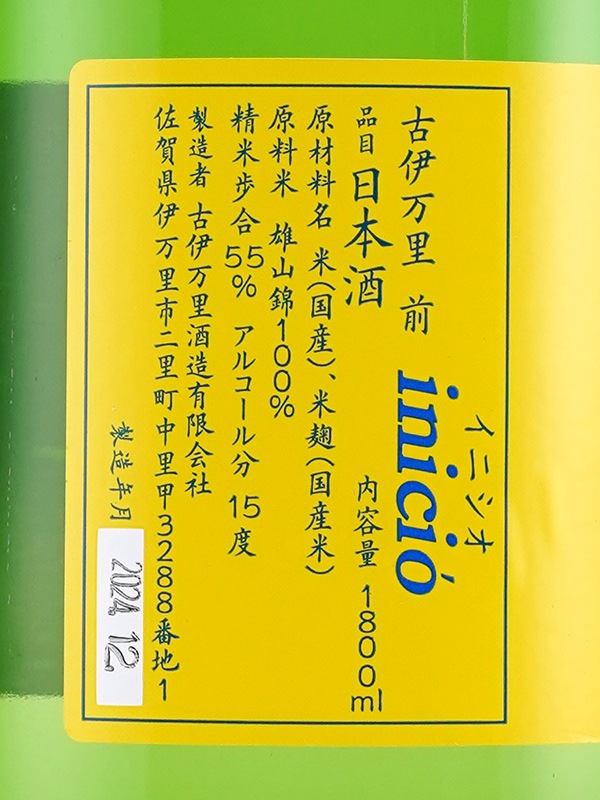 イニシオ
古伊万里 前 inició
品目 日本酒 内容量 1800ml
原材料名 米(国産)、米麹(国産米)
原料米 雄山錦100%
精米歩合 55% アルコール分 15度
製造者 古伊万里酒造有限会社
佐賀県伊万里市二里町中里甲3288番地1
製造年月 2024.12